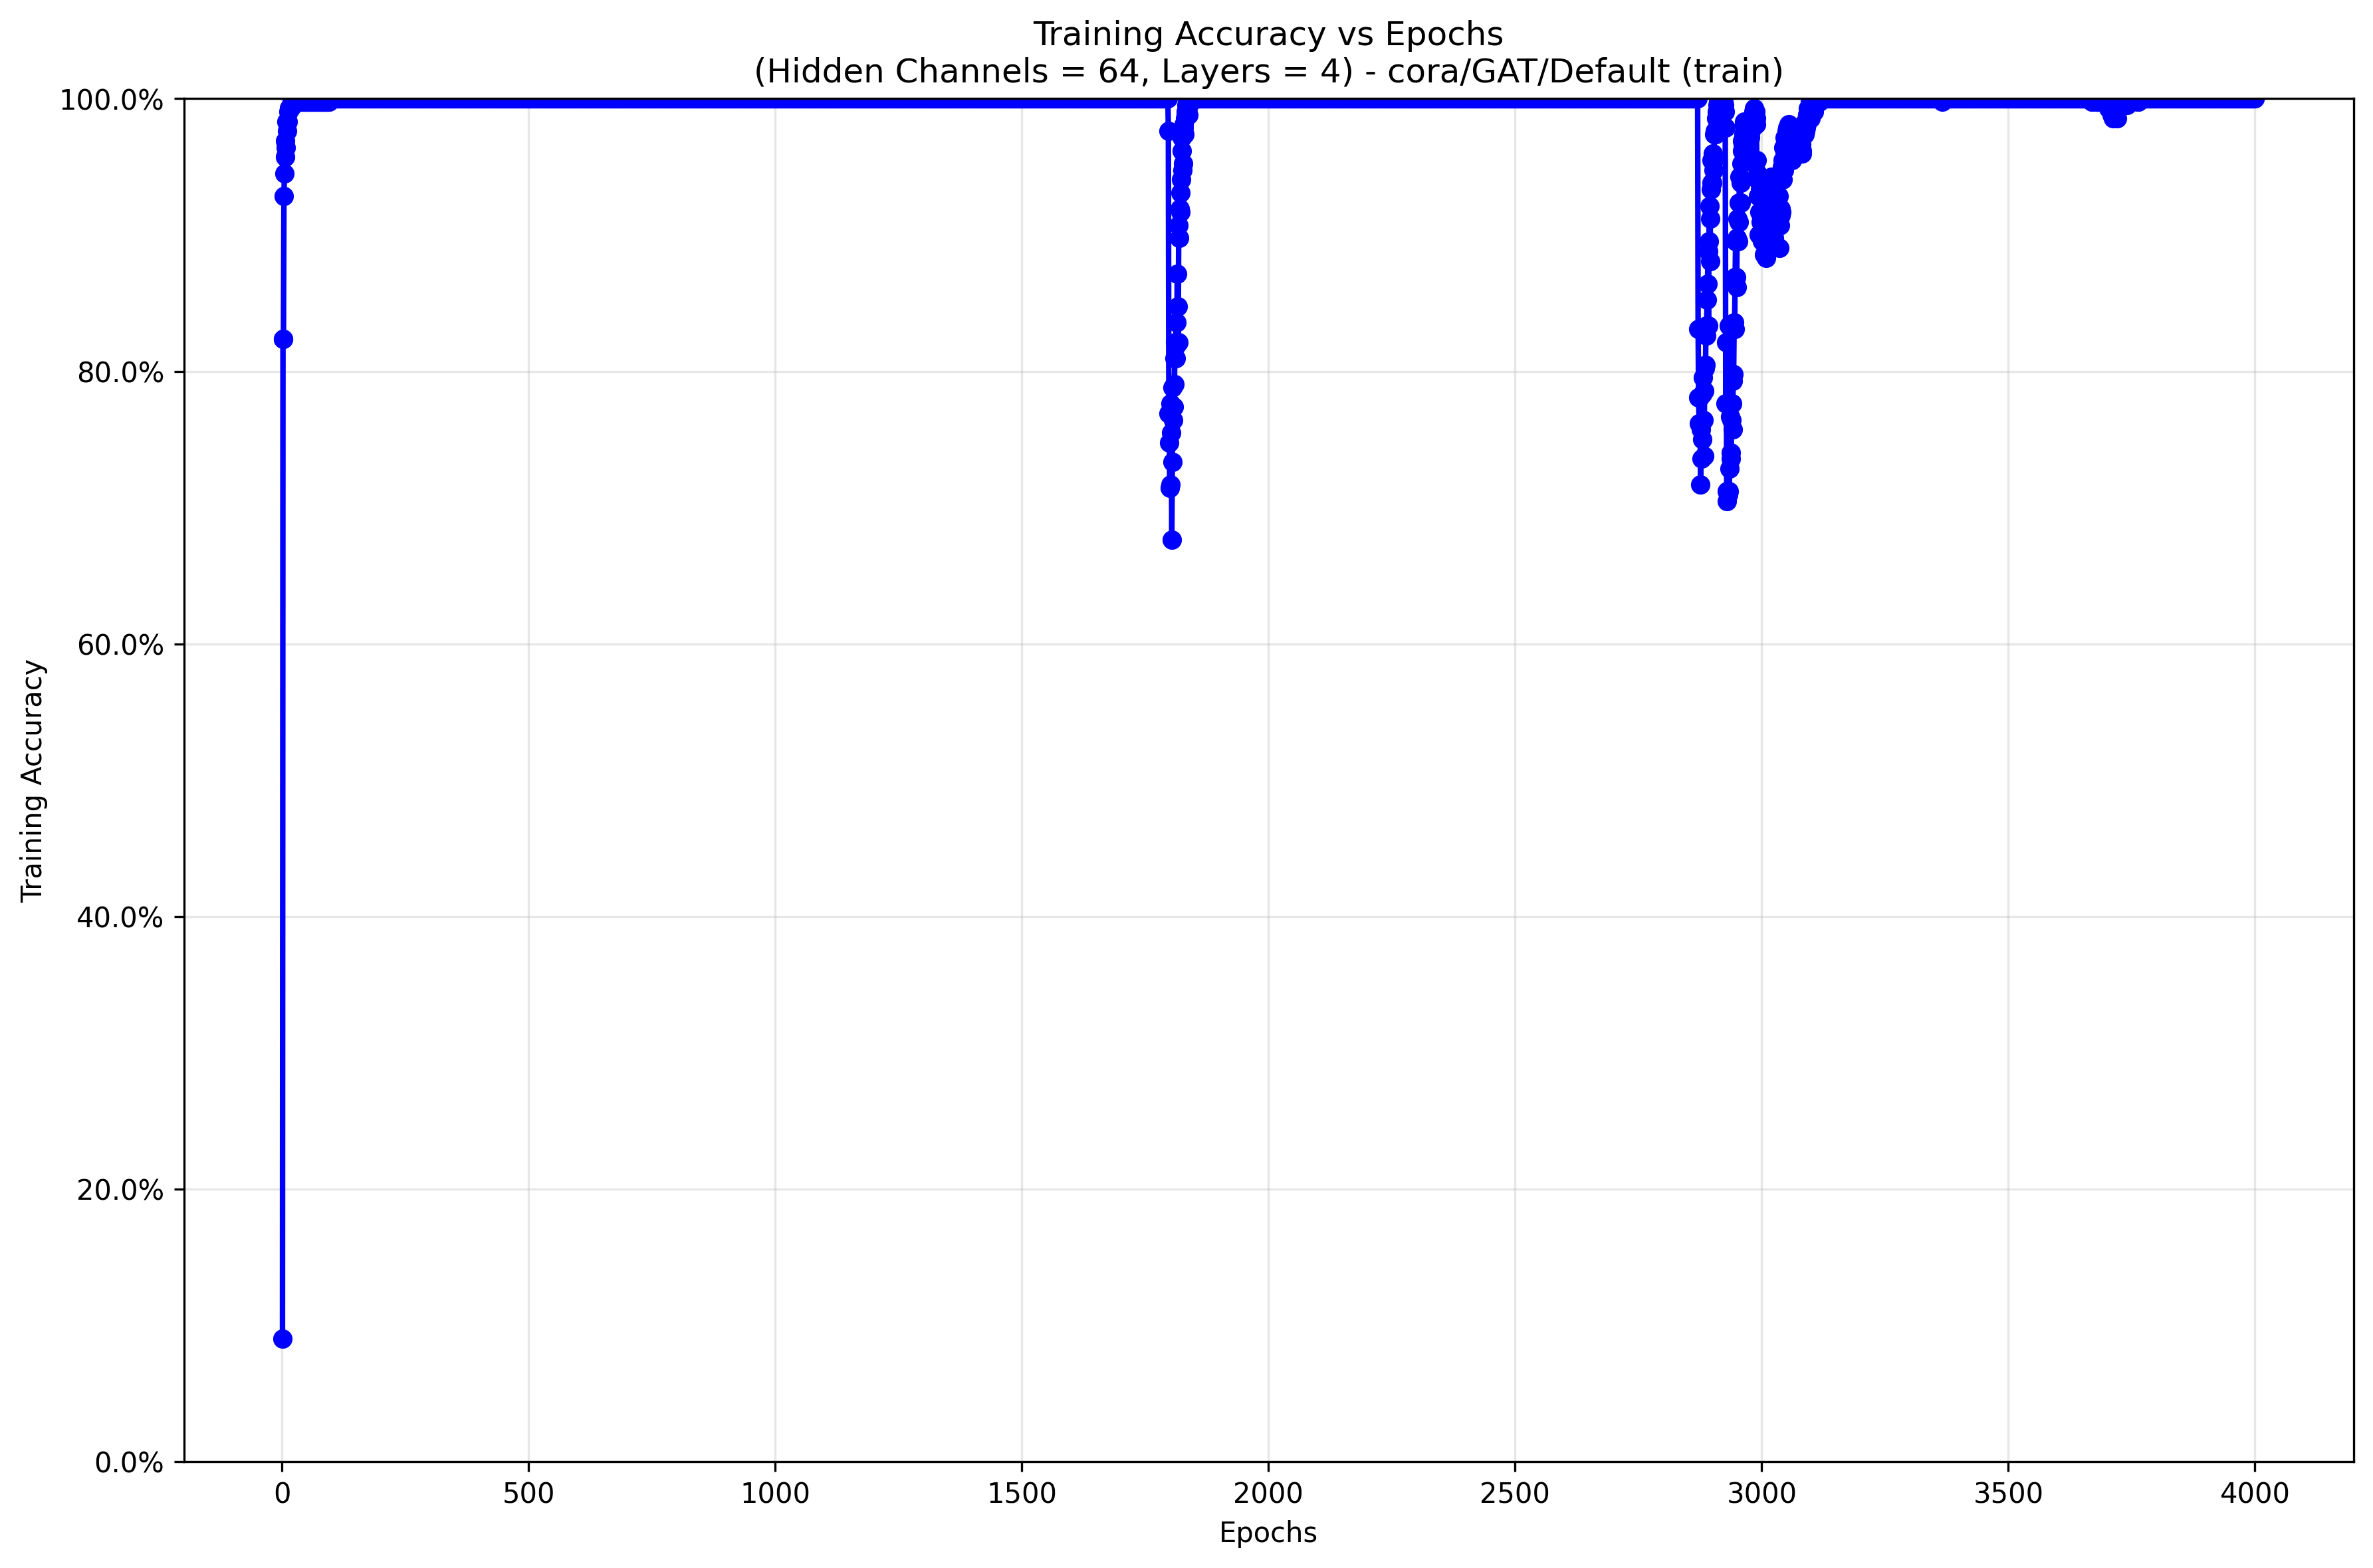 Training Accuracy vs Epochs
(Hidden Channels = 64, Layers = 4) - cora/GAT/Default (train)
100.0%
80.0%
60.0%
40.0%
20.0%
0.0%
Training Accuracy
0 500 1000 1500 2000 2500 3000 3500 4000
Epochs